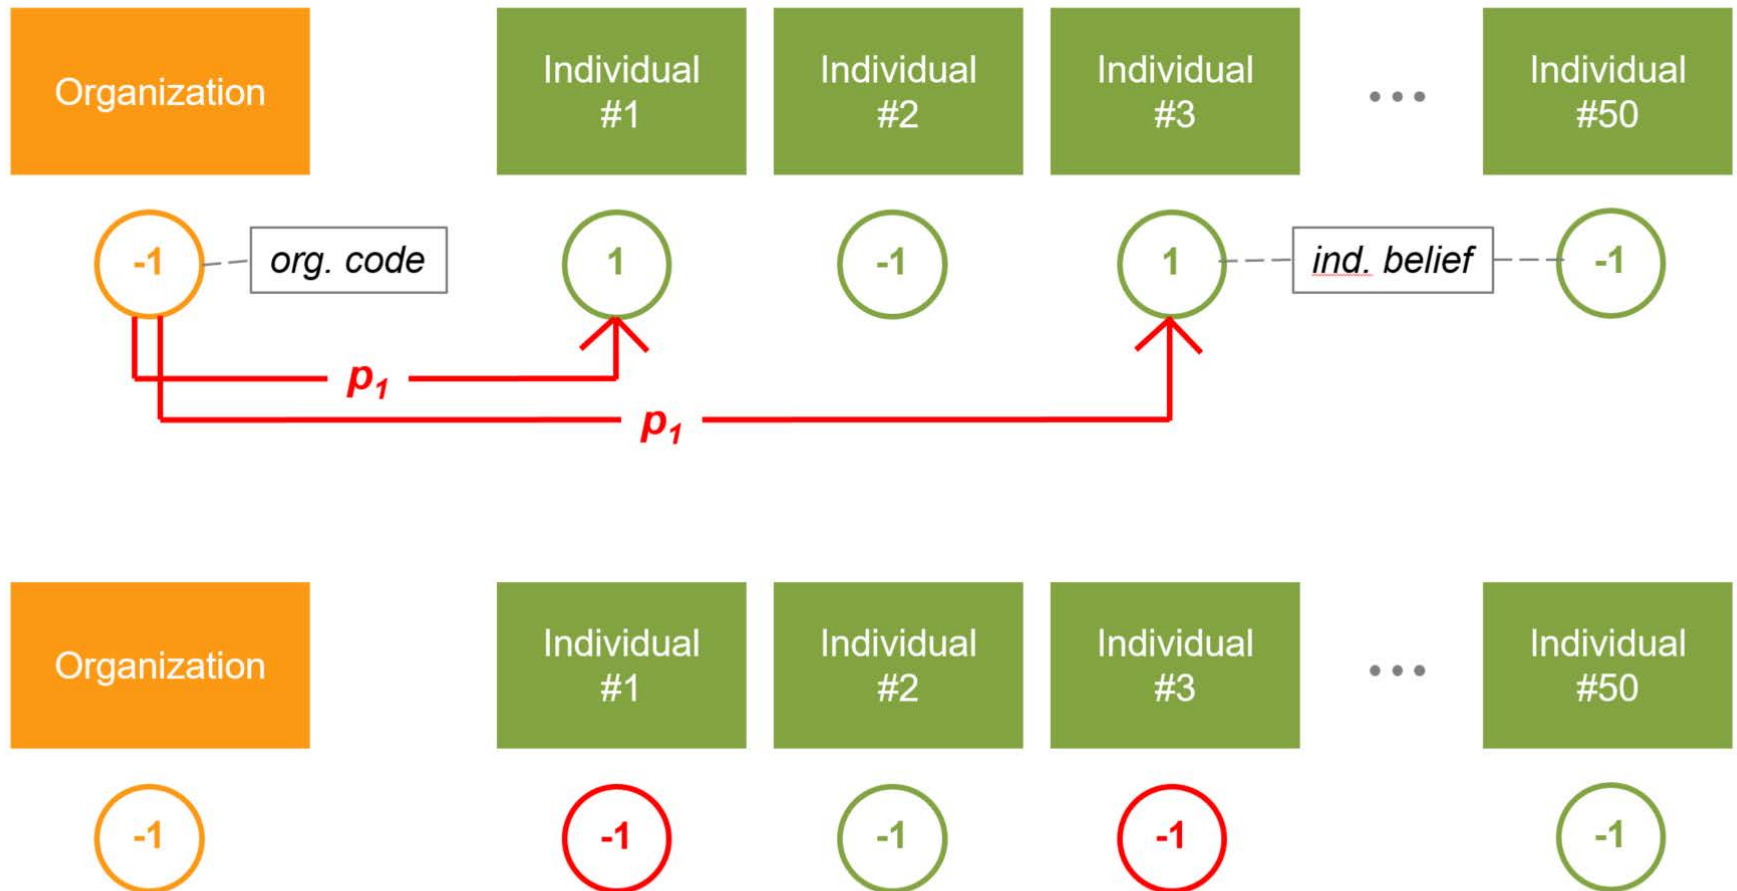 Organization
Individual
#1
Individual
#2
Individual
#3
...
Individual
#50
-1
org. code
1
-1
1
ind. belief
-1
p1
p1
Organization
Individual
#1
Individual
#2
Individual
#3
...
Individual
#50
-1
-1
-1
-1
-1